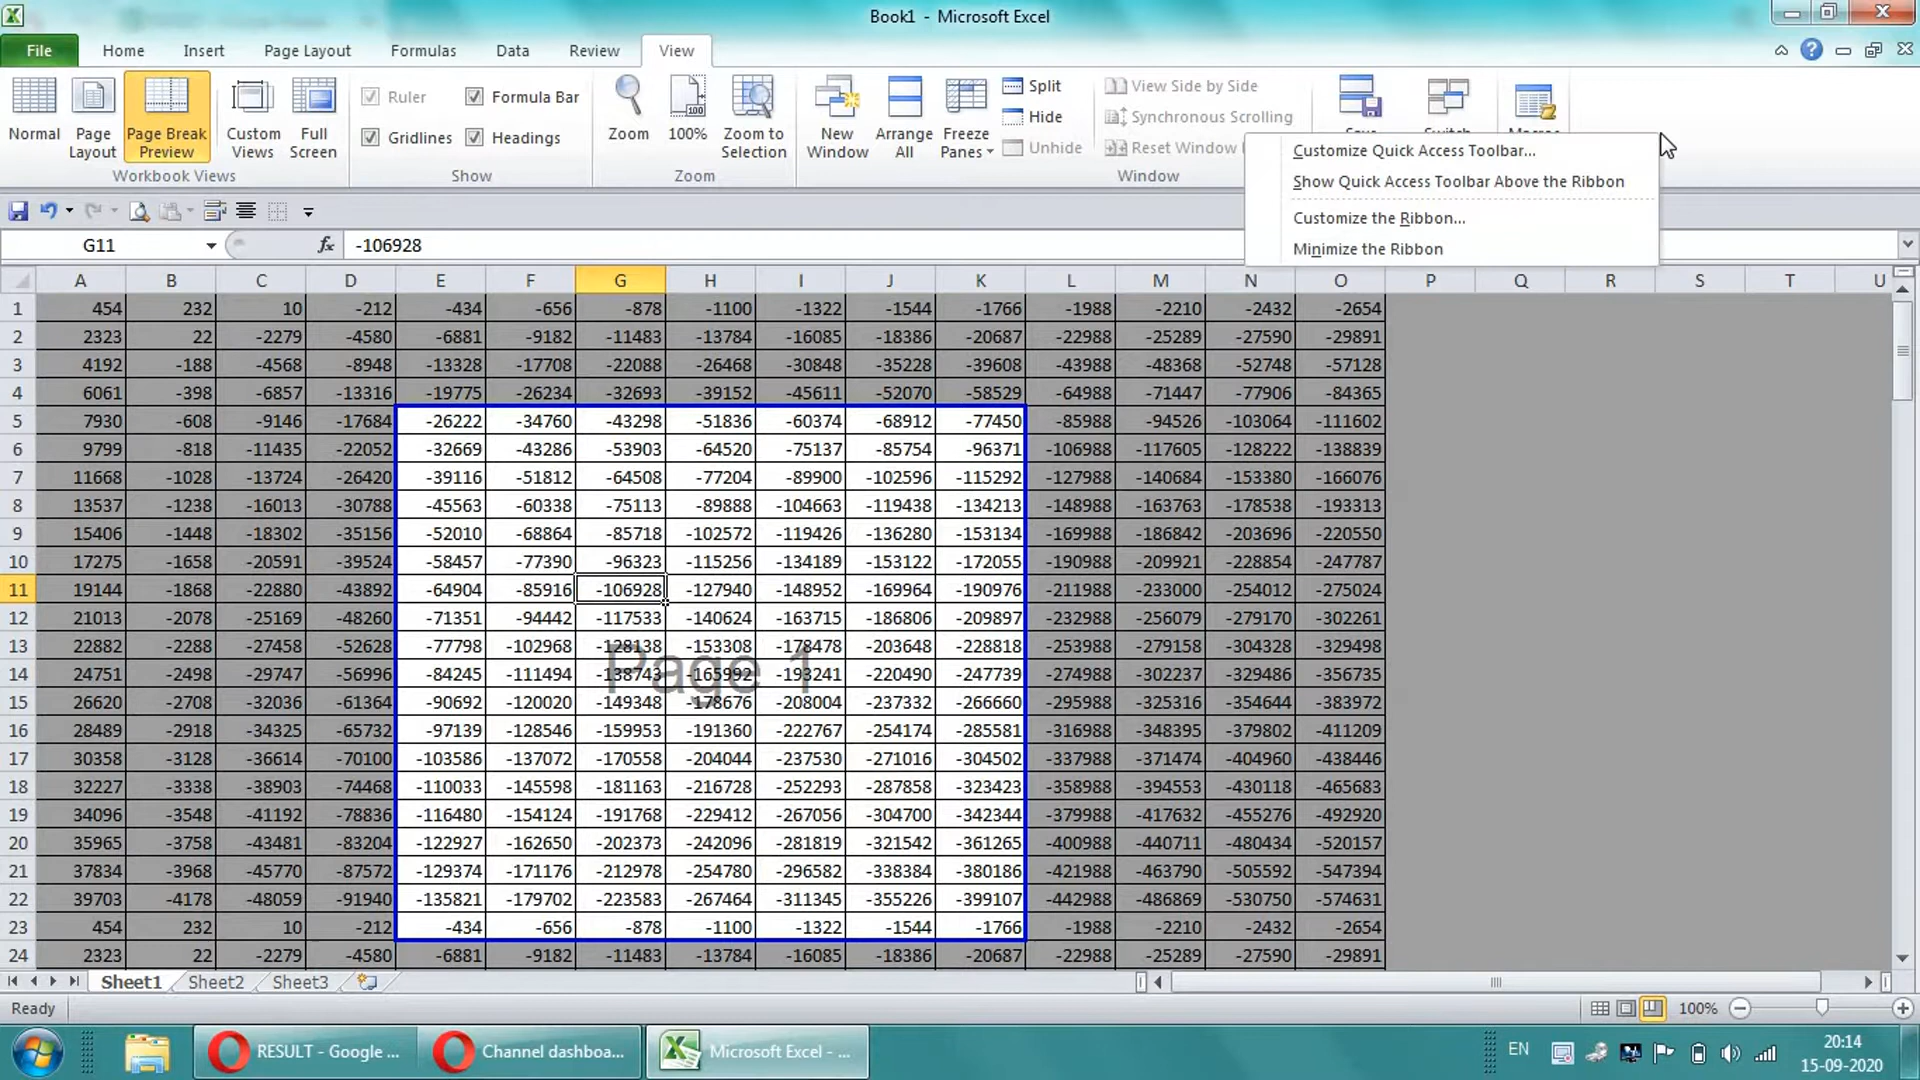 Book1 - Microsoft Excel
File Home Insert Page Layout Formulas Data Review View
Normal Page Layout Page Break Preview Custom Views Full Screen
Workbook Views
Ruler Formula Bar
Gridlines Headings
Show
Zoom 100% Zoom to Selection
Zoom
New Window Arrange All Freeze Panes
Split View Side by Side
Hide Synchronous Scrolling
Unhide Reset Window
Window
Customize Quick Access Toolbar...
Show Quick Access Toolbar Above the Ribbon
Customize the Ribbon...
Minimize the Ribbon
G11 fx -106928
A B C D E F G H I J K L M N O P Q R S T U
1 454 232 10 -212 -434 -656 -878 -1100 -1322 -1544 -1766 -1988 -2210 -2432 -2654
2 2323 22 -2279 -4580 -6881 -9182 -11483 -13784 -16085 -18386 -20687 -22988 -25289 -27590 -29891
3 4192 -188 -4568 -8948 -13328 -17708 -22088 -26468 -30848 -35228 -39608 -43988 -48368 -52748 -57128
4 6061 -398 -6857 -13316 -19775 -26234 -32693 -39152 -45611 -52070 -58529 -64988 -71447 -77906 -84365
5 7930 -608 -9146 -17684 -26222 -34760 -43298 -51836 -60374 -68912 -77450 -85988 -94526 -103064 -111602
6 9799 -818 -11435 -22052 -32669 -43286 -53903 -64520 -75137 -85754 -96371 -106988 -117605 -128222 -138839
7 11668 -1028 -13724 -26420 -39116 -51812 -64508 -77204 -89900 -102596 -115292 -127988 -140684 -153380 -166076
8 13537 -1238 -16013 -30788 -45563 -60338 -75113 -89888 -104663 -119438 -134213 -148988 -163763 -178538 -193313
9 15406 -1448 -18302 -35156 -52010 -68864 -85718 -102572 -119426 -136280 -153134 -169988 -186842 -203696 -220550
10 17275 -1658 -20591 -39524 -58457 -77390 -96323 -115256 -134189 -153122 -172055 -190988 -209921 -228854 -247787
11 19144 -1868 -22880 -43892 -64904 -85916 -106928 -127940 -148952 -169964 -190976 -211988 -233000 -254012 -275024
12 21013 -2078 -25169 -48260 -71351 -94442 -117533 -140624 -163715 -186806 -209897 -232988 -256079 -279170 -302261
13 22882 -2288 -27458 -52628 -77798 -102968 -128138 -153308 -178478 -203648 -228818 -253988 -279158 -304328 -329498
14 24751 -2498 -29747 -56996 -84245 -111494 -138743 -165992 -193241 -220490 -247739 -274988 -302237 -329486 -356735
Page 1
15 26620 -2708 -32036 -61364 -90692 -120020 -149348 -178676 -208004 -237332 -266660 -295988 -325316 -354644 -383972
16 28489 -2918 -34325 -65732 -97139 -128546 -159953 -191360 -222767 -254174 -285581 -316988 -348395 -379802 -411209
17 30358 -3128 -36614 -70100 -103586 -137072 -170558 -204044 -237530 -271016 -304502 -337988 -371474 -404960 -438446
18 32227 -3338 -38903 -74468 -110033 -145598 -181163 -216728 -252293 -287858 -323423 -358988 -394553 -430118 -465683
19 34096 -3548 -41192 -78836 -116480 -154124 -191768 -229412 -267056 -304700 -342344 -379988 -417632 -455276 -492920
20 35965 -3758 -43481 -83204 -122927 -162650 -202373 -242096 -281819 -321542 -361265 -400988 -440711 -480434 -520157
21 37834 -3968 -45770 -87572 -129374 -171176 -212978 -254780 -296582 -338384 -380186 -421988 -463790 -505592 -547394
22 39703 -4178 -48059 -91940 -135821 -179702 -223583 -267464 -311345 -355226 -399107 -442988 -486869 -530750 -574631
23 454 232 10 -212 -434 -656 -878 -1100 -1322 -1544 -1766 -1988 -2210 -2432 -2654
24 2323 22 -2279 -4580 -6881 -9182 -11483 -13784 -16085 -18386 -20687 -22988 -25289 -27590 -29891
Sheet1 Sheet2 Sheet3
Ready 100%
RESULT - Google ... Channel dashboa... Microsoft Excel - ... EN 20:14
15-09-2020